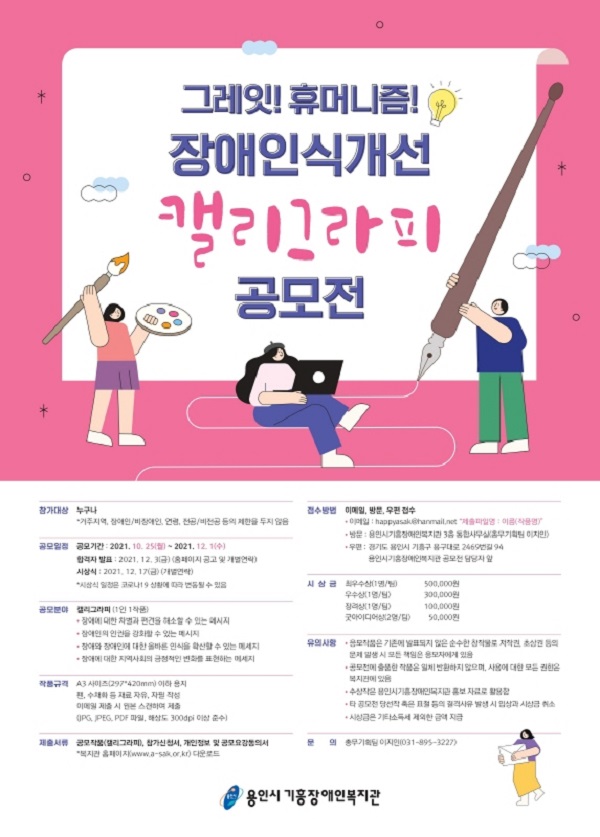 그레잇! 휴머니즘!
장애인식개선
캘리그라피
공모전
참가대상 누구나
*거주지역, 장애인/비장애인, 연령, 전공/비전공 등의 제한을 두지 않음
공모일정 공모기간 : 2021. 10. 25(월) ~ 2021. 12. 1(수)
합격자 발표 : 2021. 12. 3(금) (홈페이지 공고 및 개별연락)
시상식 : 2021. 12. 17(금) (개별연락)
*시상식 일정은 코로나19 상황에 따라 변동될 수 있음
공모분야 캘리그라피 (1인 1작품)
• 장애에 대한 차별과 편견을 해소할 수 있는 메시지
• 장애인의 인권을 강화할 수 있는 메시지
• 장애와 장애인에 대한 올바른 인식을 확산할 수 있는 메세지
• 장애에 대한 지역사회의 긍정적인 변화를 표현하는 메세지
작품규격 A3 사이즈(297*420mm) 이하 용지
펜, 수채화 등 재료 자유, 자필 작성
이메일 제출 시 원본 스캔하여 제출
(JPG, JPEG, PDF 파일, 해상도 300dpi 이상 준수)
제출서류 공모작품(캘리그라피), 참가신청서, 개인정보 및 공모요강동의서
*복지관 홈페이지(www.a-sak.or.kr) 다운로드
접수방법 이메일, 방문, 우편 접수
• 이메일 : happyasak@hanmail.net "제출파일명 : 이름(작품명)"
• 방문 : 용인시기흥장애인복지관 3층 통합사무실(총무기획팀 이지민)
• 우편 : 경기도 용인시 기흥구 용구대로 2469번길 94
용인시기흥장애인복지관 공모전 담당자 앞
시 상 금 최우수상(1명/팀) 500,000원
우수상(1명/팀) 300,000원
장려상(1명/팀) 100,000원
굿아이디어상(2명/팀) 50,000원
유의사항 • 응모작품은 기존에 발표되지 않은 순수한 창작물로 저작권, 초상권 등의
문제 발생 시 모든 책임은 응모자에게 있음
• 공모전에 출품한 작품은 일체 반환하지 않으며, 사용에 대한 모든 권한은
복지관에 있음
• 수상작은 용인시기흥장애인복지관 홍보 자료로 활용함
• 타 공모전 당선작 혹은 표절 등의 결격사유 발생 시 입상과 시상금 취소
• 시상금은 기타소득세 제외한 금액 지급
문 의 총무기획팀 이지민(031-895-3227)
용인시
용인시 기흥장애인복지관